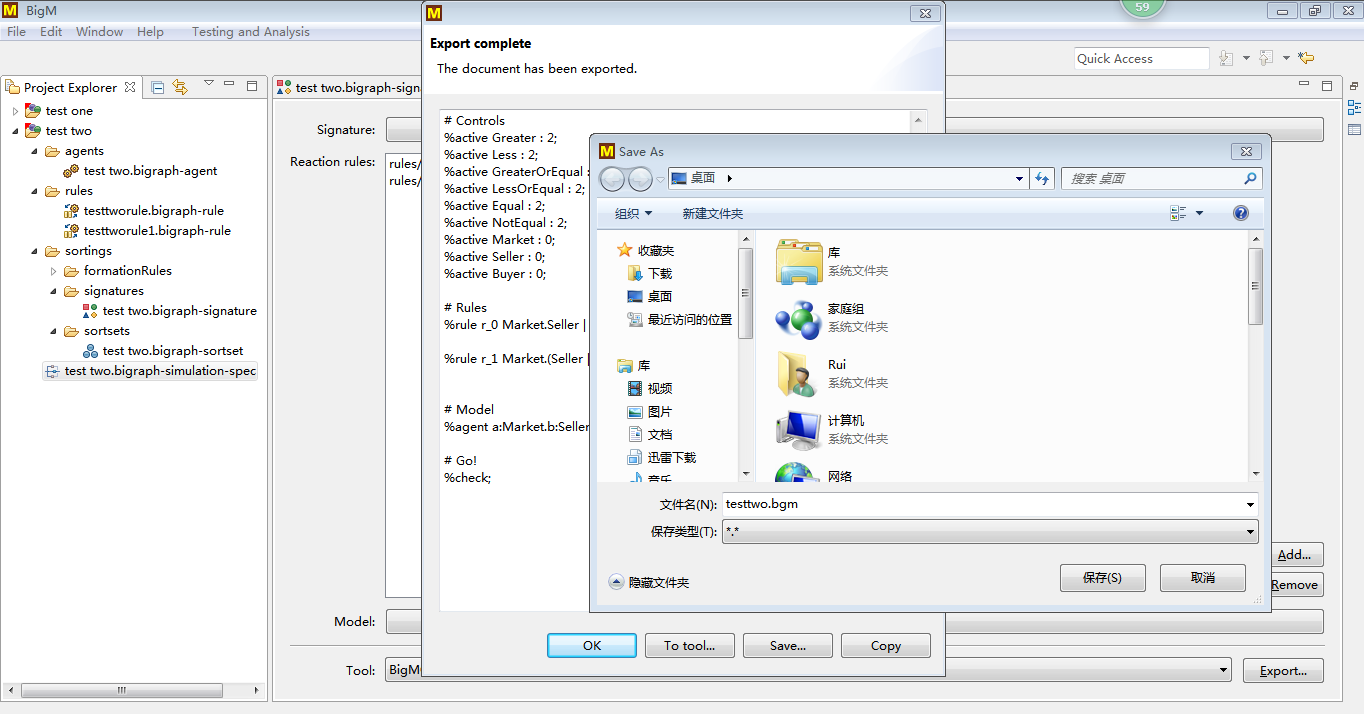 BigM
59
File Edit Window Help Testing and Analysis
Quick Access
Project Explorer
test one
test two
agents
test two.bigraph-agent
rules
testtworule.bigraph-rule
testtworule1.bigraph-rule
sortings
formationRules
signatures
test two.bigraph-signature
sortsets
test two.bigraph-sortset
test two.bigraph-simulation-spec
test two.bigraph-sign
Signature:
Reaction rules:
rules/
rules/
Add...
Remove
Model:
Tool:
BigM
Export...
Export complete
The document has been exported.
# Controls
%active Greater : 2;
%active Less : 2;
%active GreaterOrEqual :
%active LessOrEqual : 2;
%active Equal : 2;
%active NotEqual : 2;
%active Market : 0;
%active Seller : 0;
%active Buyer : 0;
# Rules
%rule r_0 Market.Seller |
%rule r_1 Market.(Seller |
# Model
%agent a:Market.b:Seller
# Go!
%check;
OK
To tool...
Save...
Copy
Save As
桌面
搜索 桌面
组织
新建文件夹
收藏夹
下载
桌面
最近访问的位置
库
视频
图片
文档
迅雷下载
音乐
库
系统文件夹
家庭组
系统文件夹
Rui
系统文件夹
计算机
系统文件夹
网络
文件名(N): testtwo.bgm
保存类型(T): *.*
隐藏文件夹
保存(S)
取消